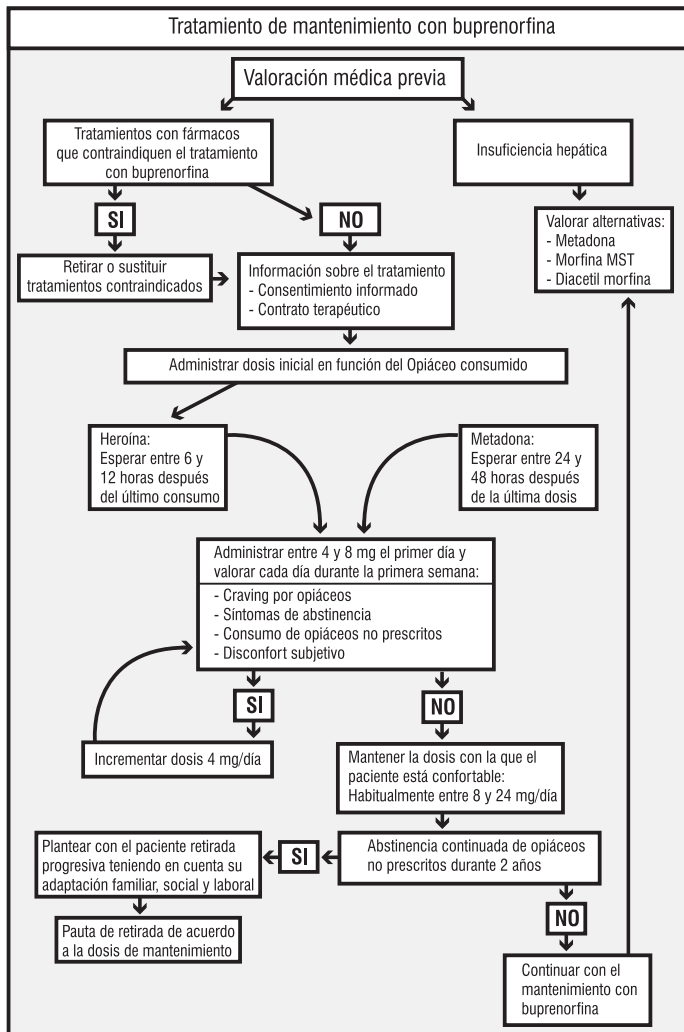 Tratamiento de mantenimiento con buprenorfina
Valoración médica previa
Tratamientos con fármacos
que contraindiquen el tratamiento
con buprenorfina
Insuficiencia hepática
SI
NO
Valorar alternativas:
- Metadona
- Morfina MST
- Diacetil morfina
Retirar o sustituir
tratamientos contraindicados
Información sobre el tratamiento
- Consentimiento informado
- Contrato terapéutico
Administrar dosis inicial en función del Opiáceo consumido
Heroína:
Esperar entre 6 y
12 horas después
del último consumo
Metadona:
Esperar entre 24 y
48 horas después
de la última dosis
Administrar entre 4 y 8 mg el primer día y
valorar cada día durante la primera semana:
- Craving por opiáceos
- Síntomas de abstinencia
- Consumo de opiáceos no prescritos
- Disconfort subjetivo
SI
NO
Incrementar dosis 4 mg/día
Mantener la dosis con la que el
paciente está confortable:
Habitualmente entre 8 y 24 mg/día
Plantear con el paciente retirada
progresiva teniendo en cuenta su
adaptación familiar, social y laboral
SI
Abstinencia continuada de opiáceos
no prescritos durante 2 años
NO
Pauta de retirada de acuerdo
a la dosis de mantenimiento
Continuar con el
mantenimiento con
buprenorfina